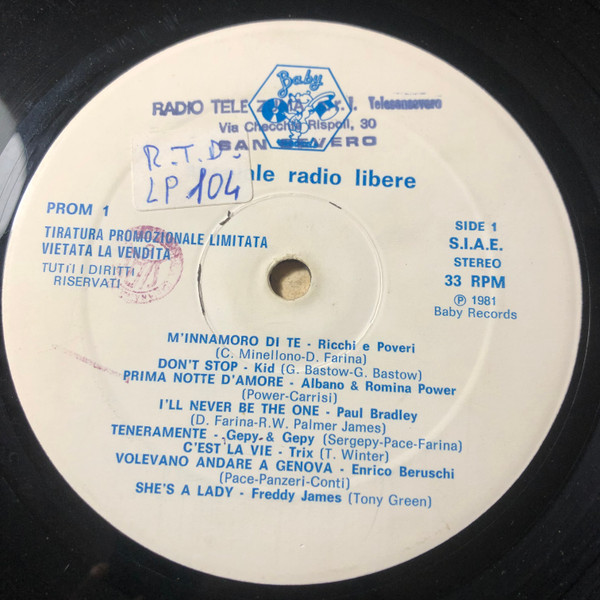 Baby
RADIO TELE Telesansevero
Via Checchia Rispoli, 30
SAN SEVERO
R.T.D.
LP 104
ale radio libere
PROM 1
TIRATURA PROMOZIONALE LIMITATA
VIETATA LA VENDITA
TUTTI I DIRITTI
RISERVATI
SIDE 1
S.I.A.E.
STEREO
33 RPM
℗ 1981
Baby Records
M'INNAMORO DI TE - Ricchi e Poveri
(C. Minellono-D. Farina)
DON'T STOP - Kid (G. Bastow-G. Bastow)
PRIMA NOTTE D'AMORE - Albano & Romina Power
(Power-Carrisi)
I'LL NEVER BE THE ONE - Paul Bradley
(D. Farina-R.W. Palmer James)
TENERAMENTE - Gepy & Gepy (Sergepy-Pace-Farina)
C'EST LA VIE - Trix (T. Winter)
VOLEVANO ANDARE A GENOVA - Enrico Beruschi
(Pace-Panzeri-Conti)
SHE'S A LADY - Freddy James (Tony Green)